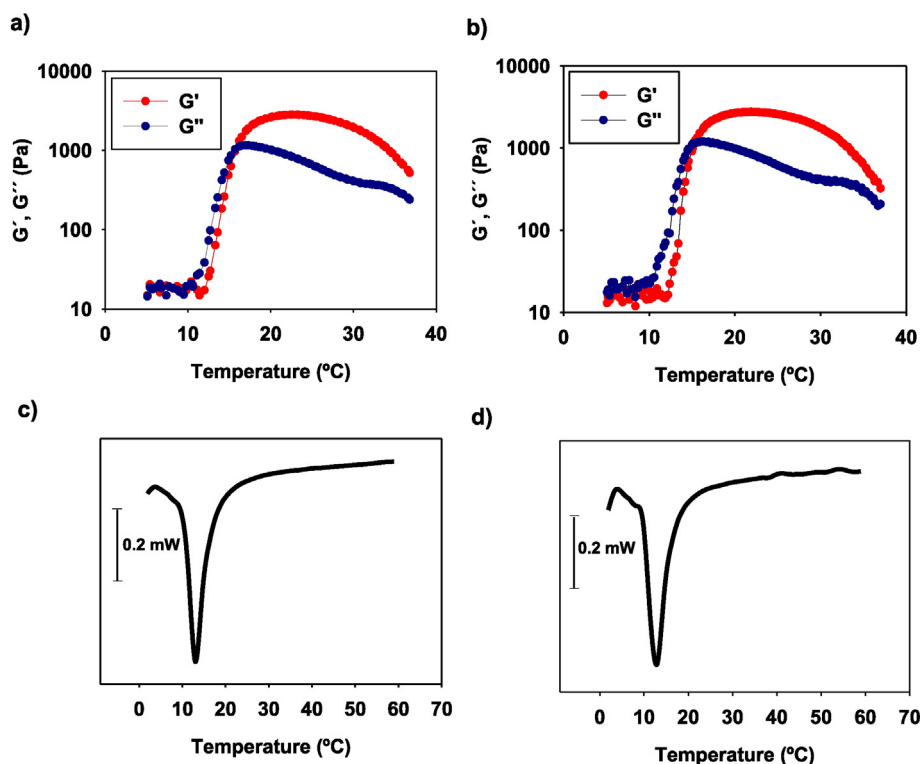 a)
G´, G´´ (Pa)
10000
1000
100
10
G'
G"
0 10 20 30 40
Temperature (ºC)
b)
G´, G´´ (Pa)
10000
1000
100
10
G'
G"
0 10 20 30 40
Temperature (ºC)
c)
0.2 mW
0 10 20 30 40 50 60 70
Temperature (ºC)
d)
0.2 mW
0 10 20 30 40 50 60 70
Temperature (ºC)